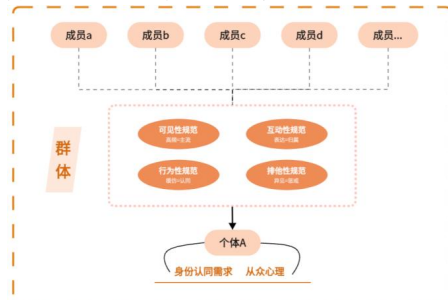 成员a 成员b 成员c 成员d 成员...
可见性规范 互动性规范
行为性规范 排他性规范
群
体
个体A
身份认同需求 从众心理